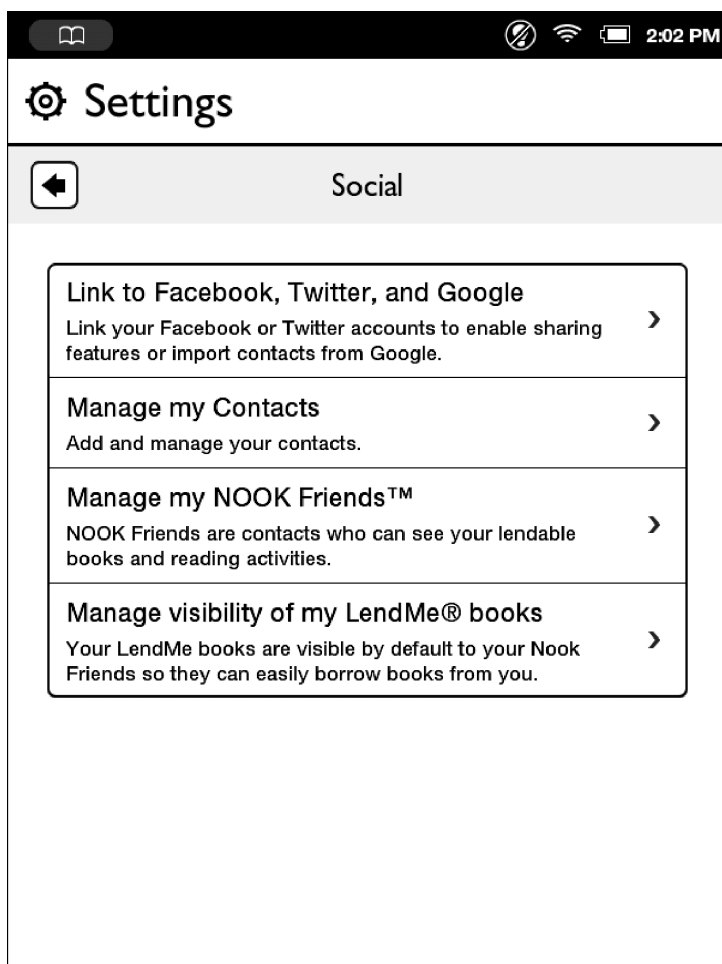 2:02 PM
Settings
Social
Link to Facebook, Twitter, and Google
Link your Facebook or Twitter accounts to enable sharing
features or import contacts from Google.
Manage my Contacts
Add and manage your contacts.
Manage my NOOK Friends™
NOOK Friends are contacts who can see your lendable
books and reading activities.
Manage visibility of my LendMe® books
Your LendMe books are visible by default to your Nook
Friends so they can easily borrow books from you.